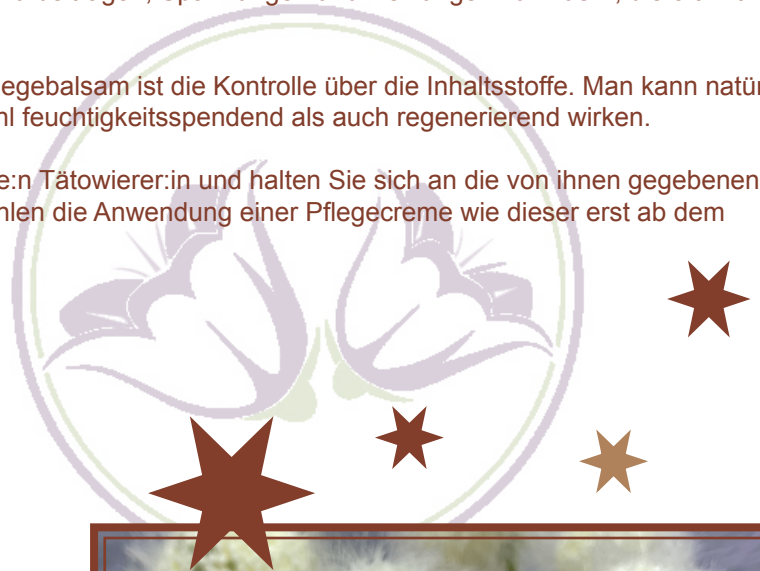 egebalsam ist die Kontrolle über die Inhaltsstoffe. Man kann natür
l feuchtigkeitsspendend als auch regenerierend wirken.
e:n Tätowierer:in und halten Sie sich an die von ihnen gegebenen
hlen die Anwendung einer Pflegecreme wie dieser erst ab dem